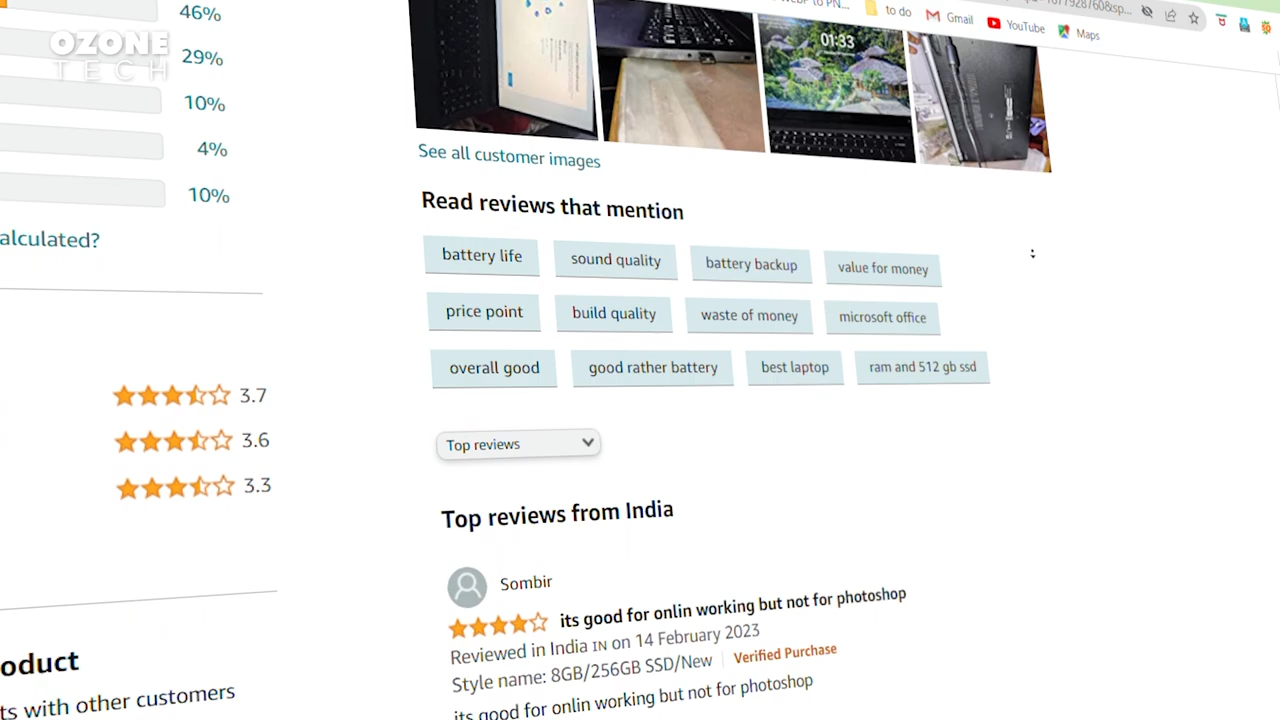 OZONE
TECH
46%
29%
10%
4%
10%
alculated?
3.7
3.6
3.3
oduct
ts with other customers
to do
Gmail
YouTube
Maps
01:33
See all customer images
Read reviews that mention
battery life
sound quality
battery backup
value for money
price point
build quality
waste of money
microsoft office
overall good
good rather battery
best laptop
ram and 512 gb ssd
Top reviews
Top reviews from India
Sombir
its good for onlin working but not for photoshop
Reviewed in India IN on 14 February 2023
Style name: 8GB/256GB SSD/New
Verified Purchase
its good for onlin working but not for photoshop